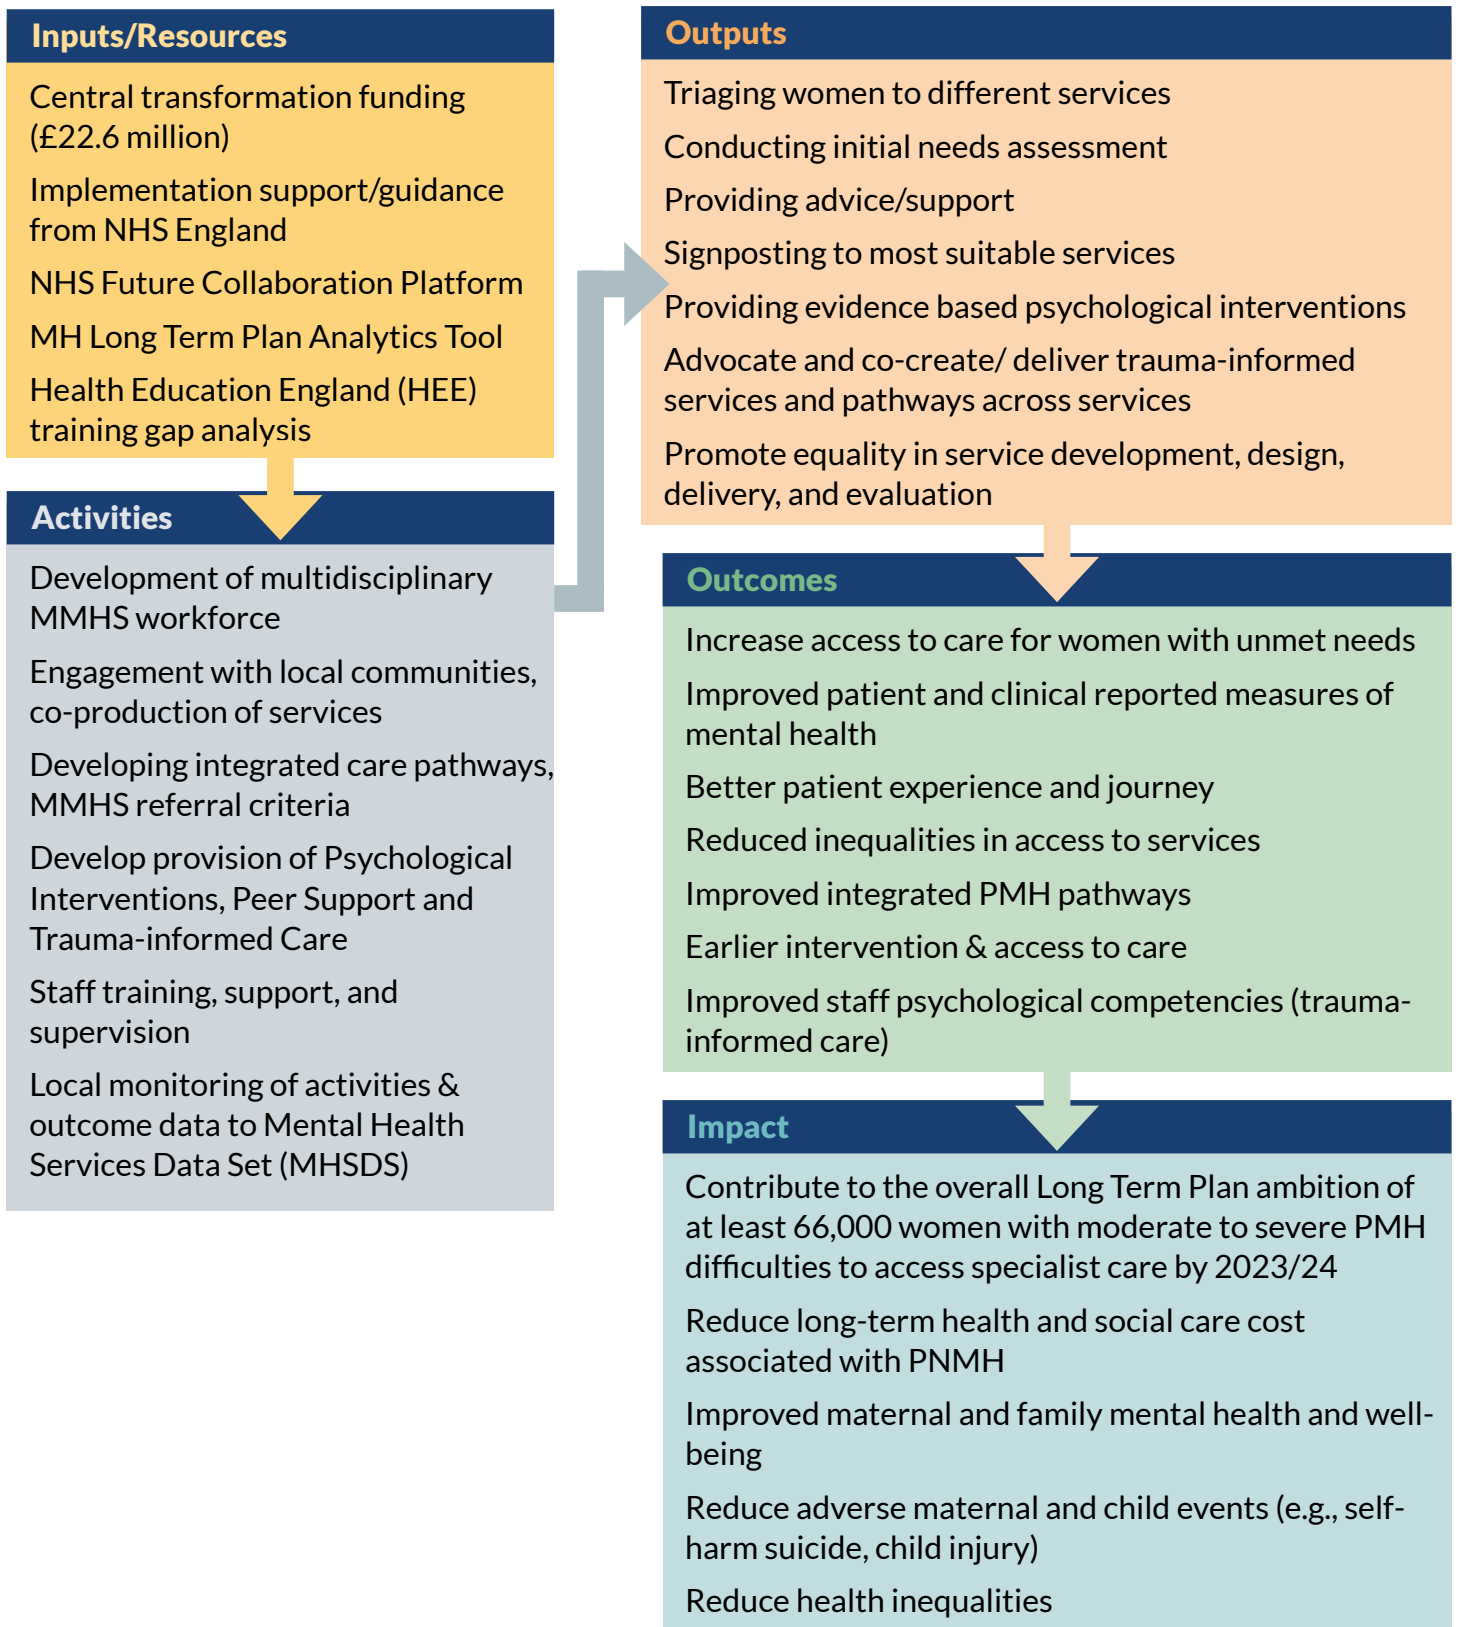 Inputs/Resources
Central transformation funding
(£22.6 million)
Implementation support/guidance
from NHS England
NHS Future Collaboration Platform
MH Long Term Plan Analytics Tool
Health Education England (HEE)
training gap analysis
Activities
Development of multidisciplinary
MMHS workforce
Engagement with local communities,
co-production of services
Developing integrated care pathways,
MMHS referral criteria
Develop provision of Psychological
Interventions, Peer Support and
Trauma-informed Care
Staff training, support, and
supervision
Local monitoring of activities &
outcome data to Mental Health
Services Data Set (MHSDS)
Outputs
Triaging women to different services
Conducting initial needs assessment
Providing advice/support
Signposting to most suitable services
Providing evidence based psychological interventions
Advocate and co-create/ deliver trauma-informed
services and pathways across services
Promote equality in service development, design,
delivery, and evaluation
Outcomes
Increase access to care for women with unmet needs
Improved patient and clinical reported measures of
mental health
Better patient experience and journey
Reduced inequalities in access to services
Improved integrated PMH pathways
Earlier intervention & access to care
Improved staff psychological competencies (trauma-
informed care)
Impact
Contribute to the overall Long Term Plan ambition of
at least 66,000 women with moderate to severe PMH
difficulties to access specialist care by 2023/24
Reduce long-term health and social care cost
associated with PNMH
Improved maternal and family mental health and well-
being
Reduce adverse maternal and child events (e.g., self-
harm suicide, child injury)
Reduce health inequalities